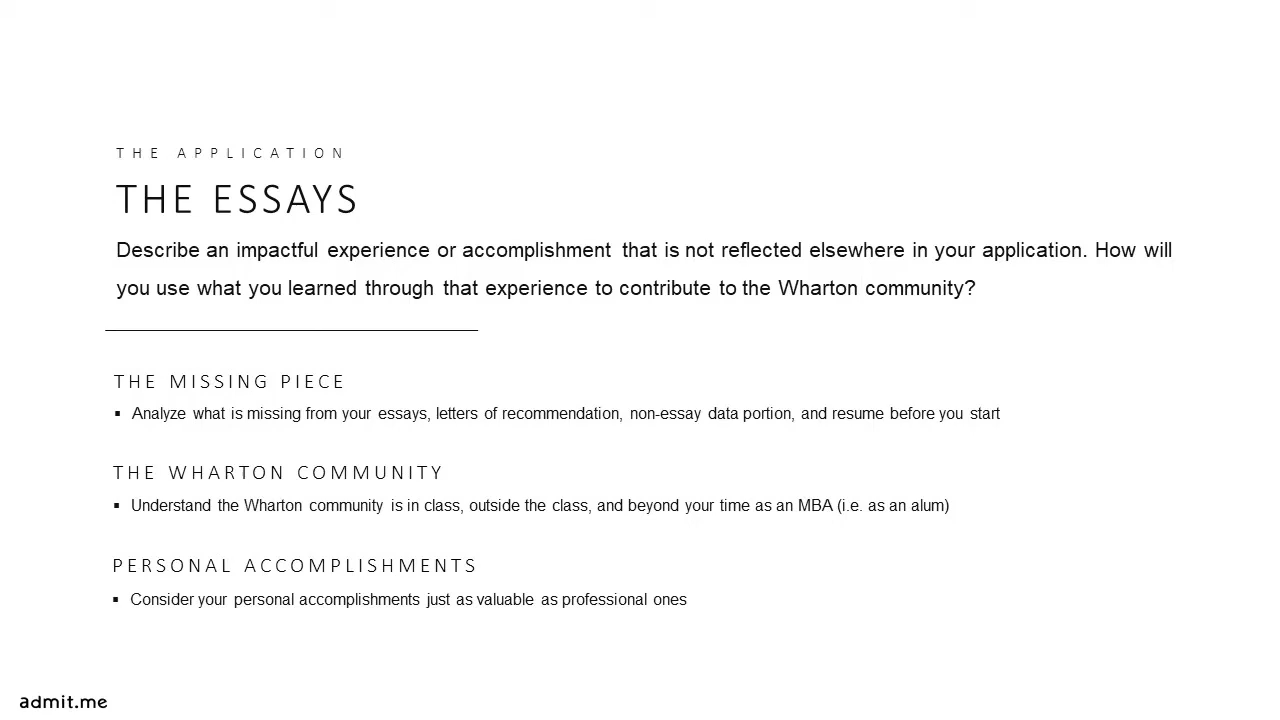 THE APPLICATION
THE ESSAYS
Describe an impactful experience or accomplishment that is not reflected elsewhere in your application. How will
you use what you learned through that experience to contribute to the Wharton community?
THE MISSING PIECE
▪ Analyze what is missing from your essays, letters of recommendation, non-essay data portion, and resume before you start
THE WHARTON COMMUNITY
▪ Understand the Wharton community is in class, outside the class, and beyond your time as an MBA (i.e. as an alum)
PERSONAL ACCOMPLISHMENTS
▪ Consider your personal accomplishments just as valuable as professional ones
admit.me